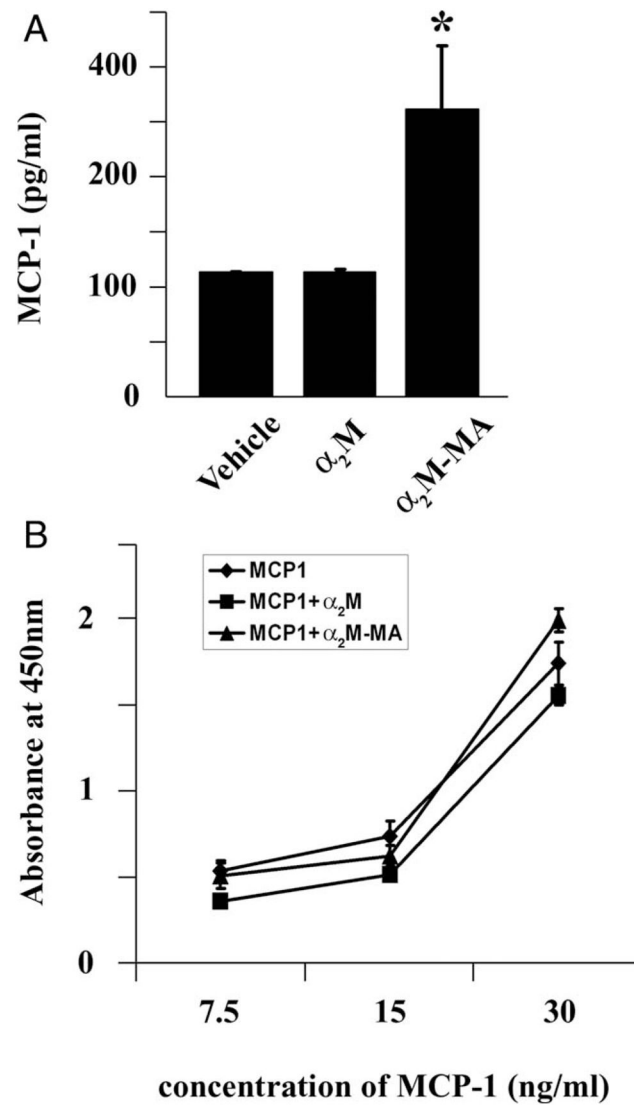 A
*
MCP-1 (pg/ml)
400
200
100
0
Vehicle
α₂M
α₂M-MA
B
MCP1
MCP1+α₂M
MCP1+α₂M-MA
Absorbance at 450nm
2
1
0
7.5 15 30
concentration of MCP-1 (ng/ml)